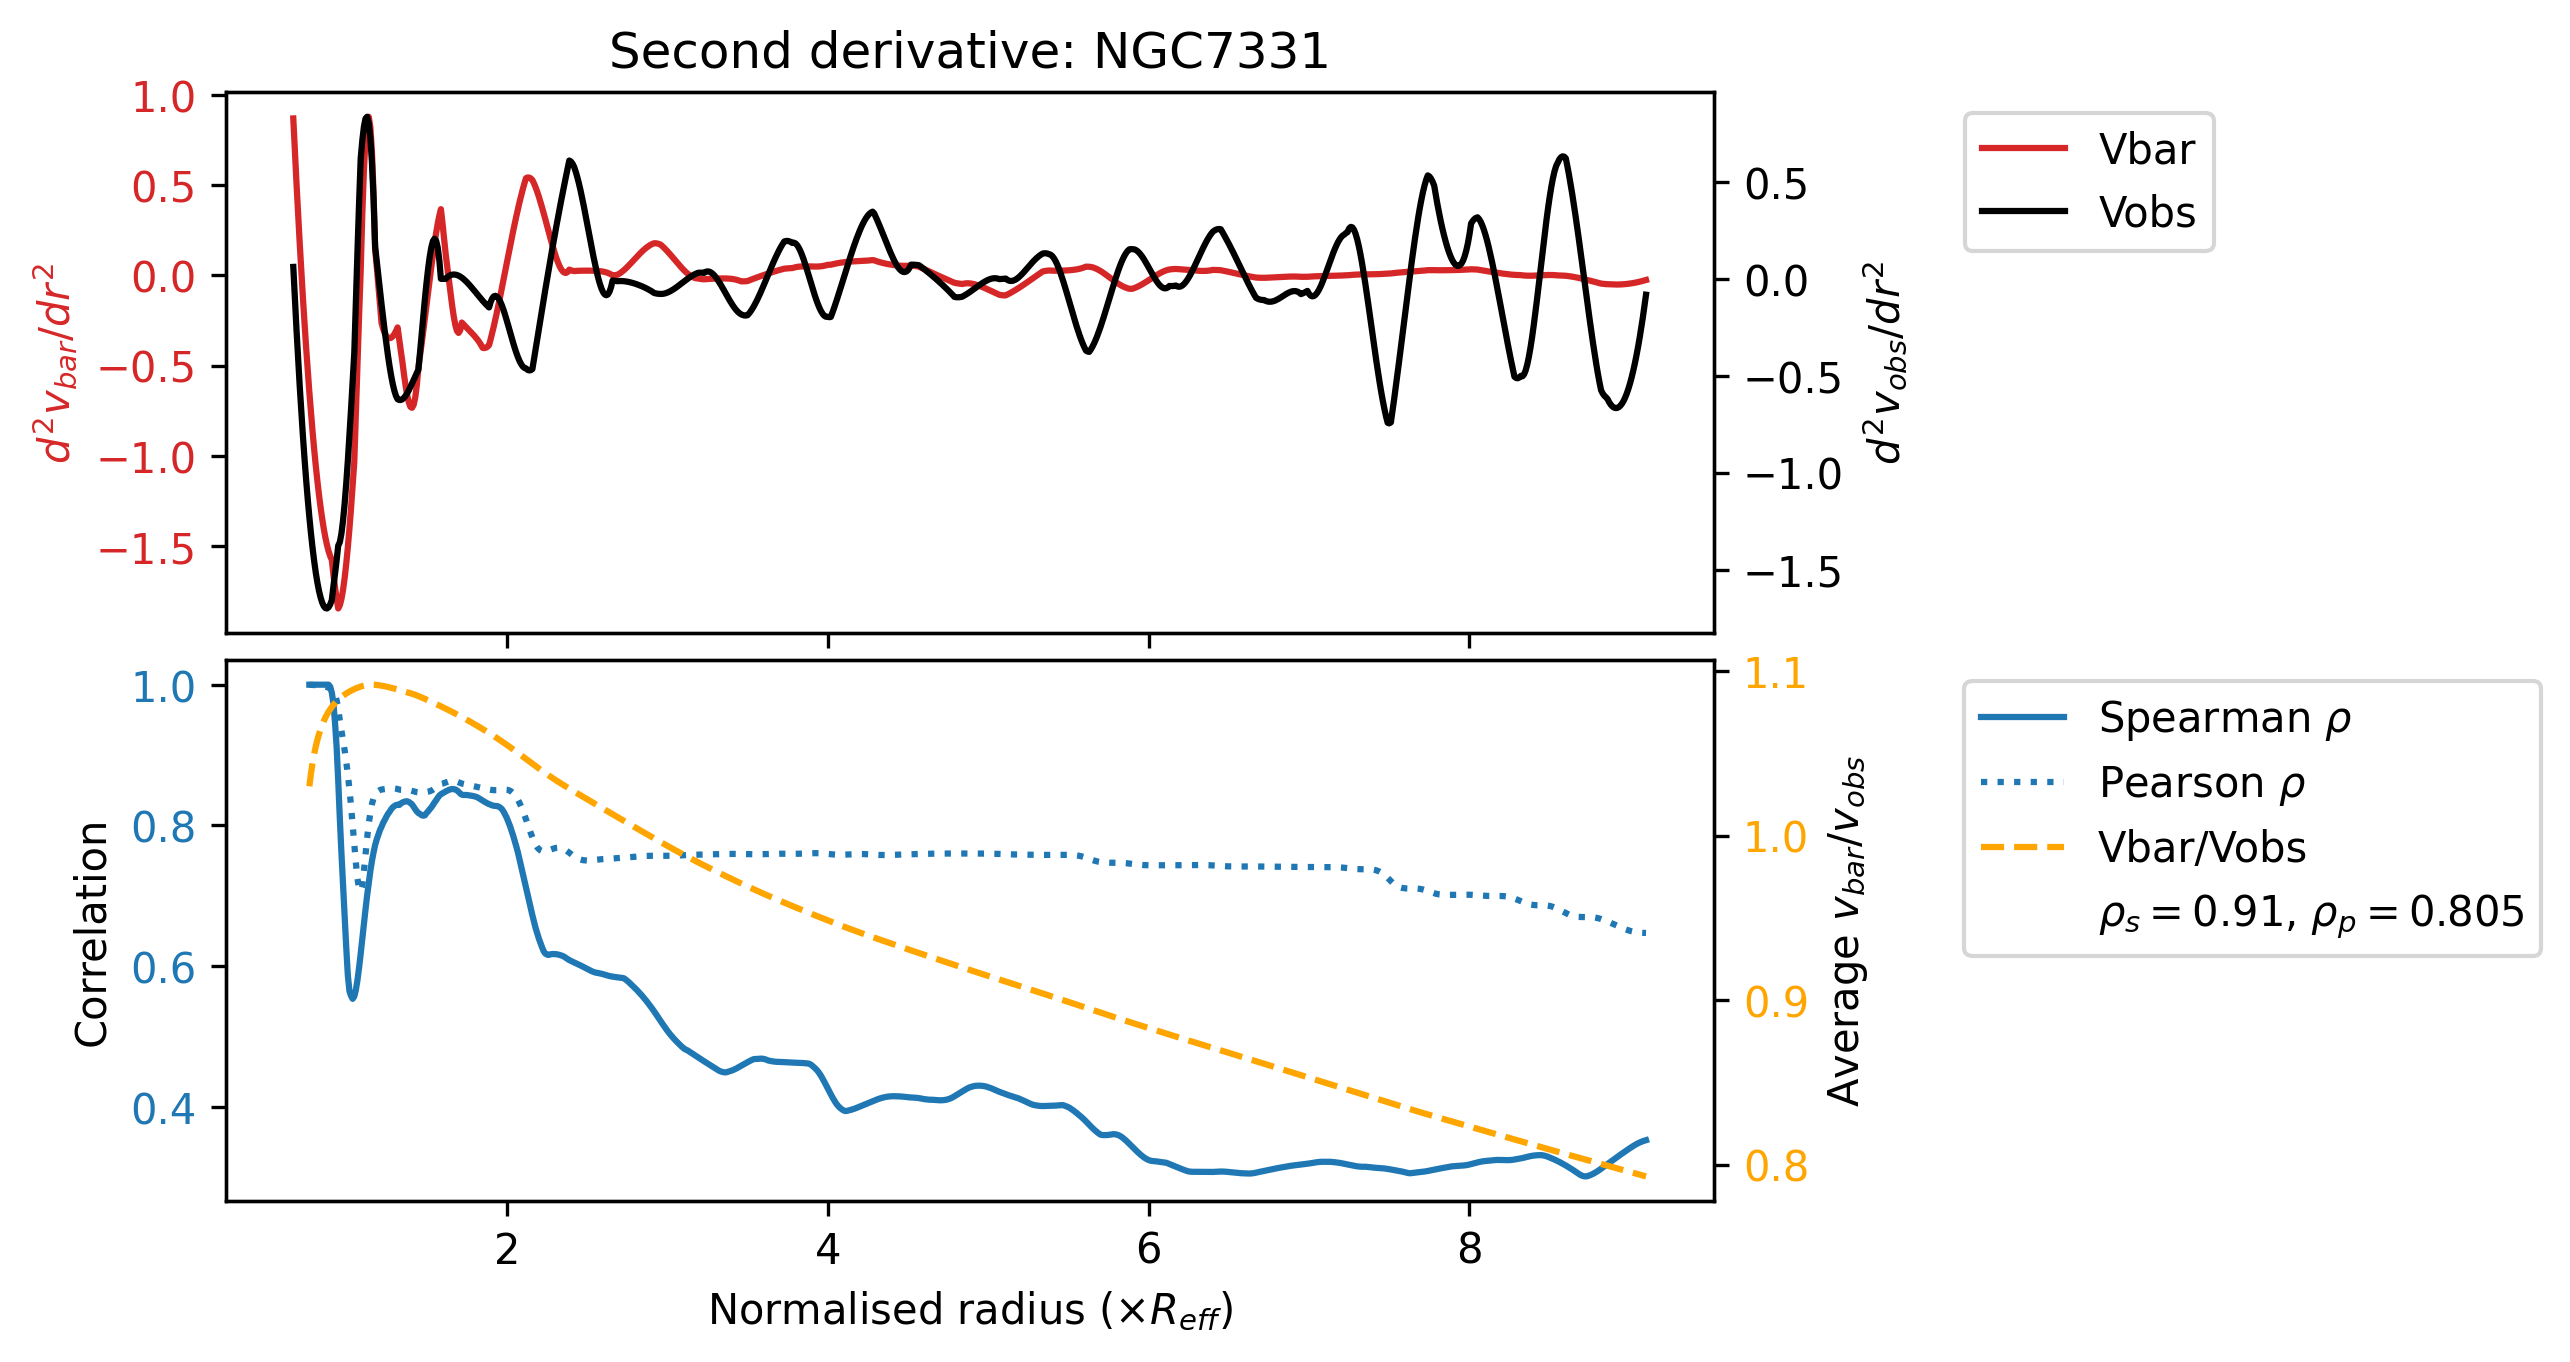 Second derivative: NGC7331
1.0
0.5
0.0
−0.5
−1.0
−1.5
d²v_bar/dr²
0.5
0.0
−0.5
−1.0
−1.5
d²v_obs/dr²
Vbar
Vobs
1.0
0.8
0.6
0.4
Correlation
1.1
1.0
0.9
0.8
Average v_bar/v_obs
Spearman ρ
Pearson ρ
Vbar/Vobs
ρ_s = 0.91, ρ_p = 0.805
2 4 6 8
Normalised radius (×R_eff)